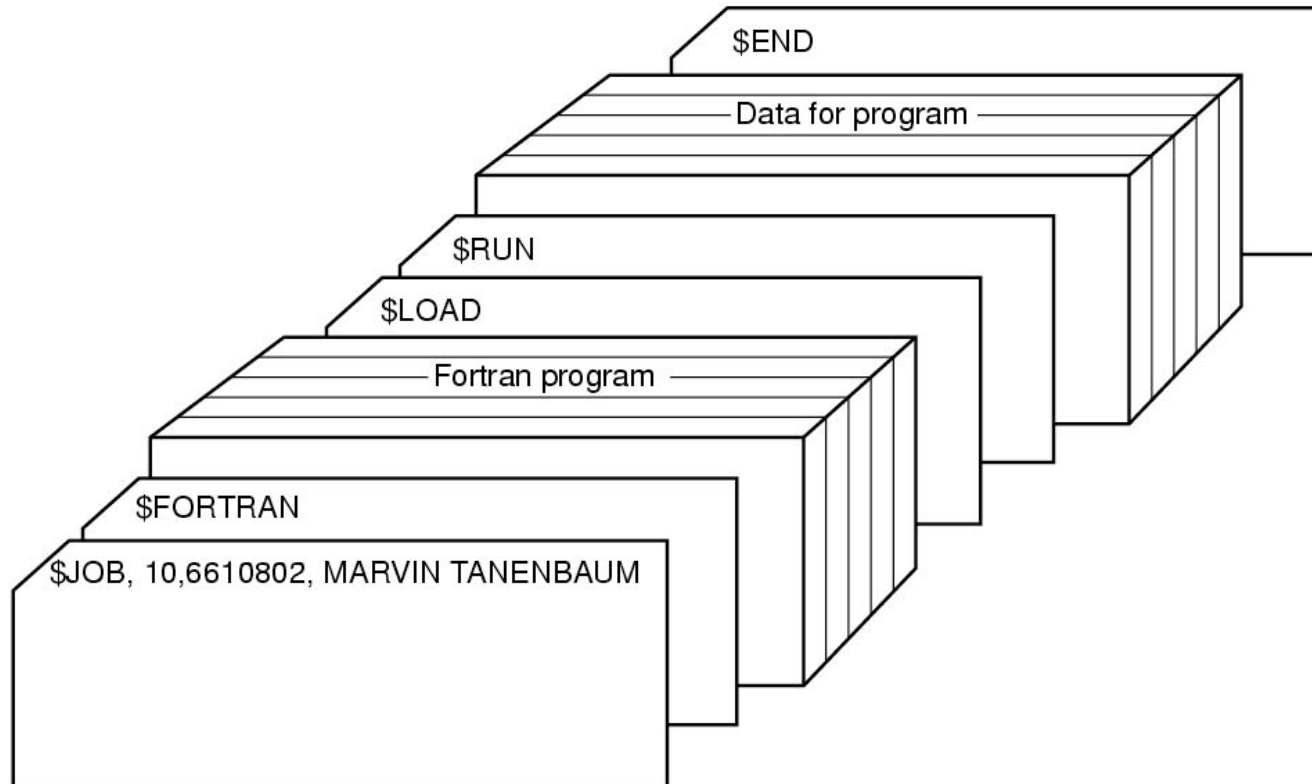 $END
Data for program
$RUN
$LOAD
Fortran program
$FORTRAN
$JOB, 10,6610802, MARVIN TANENBAUM